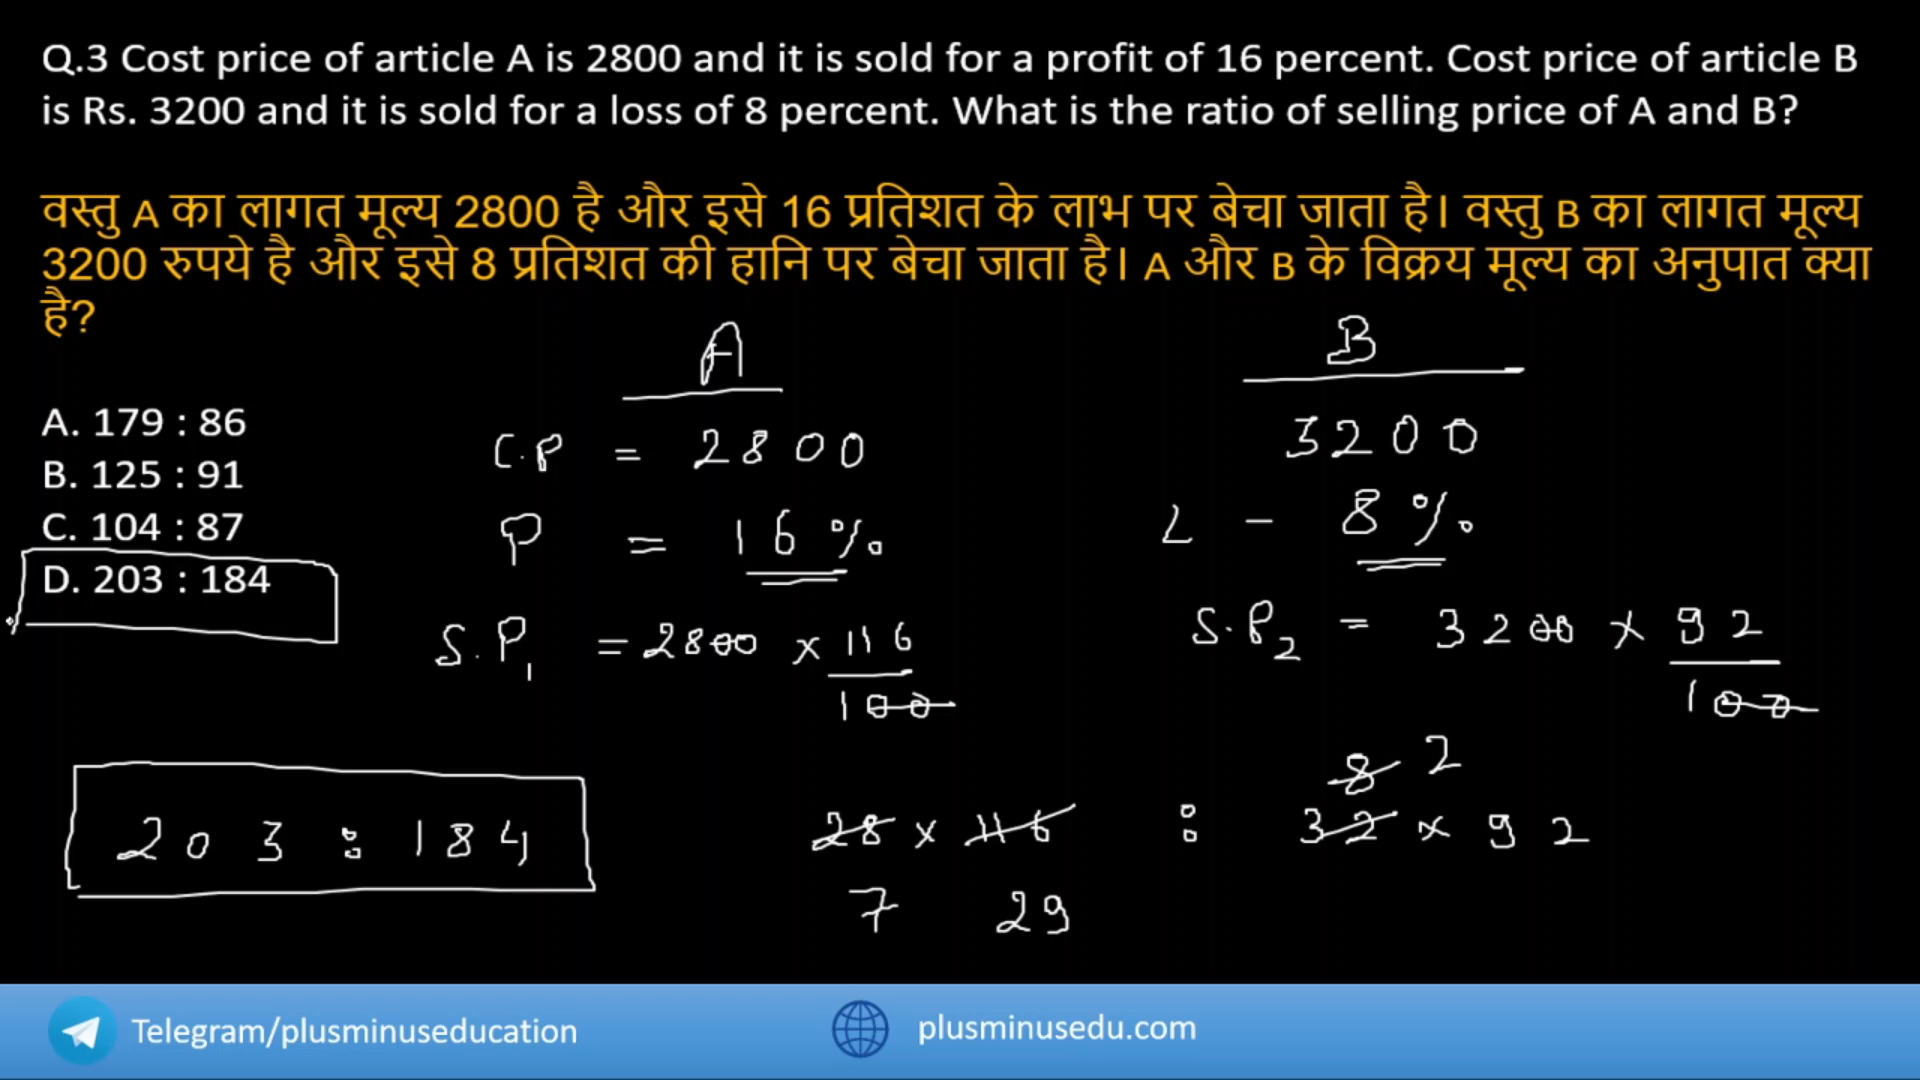 Q.3 Cost price of article A is 2800 and it is sold for a profit of 16 percent. Cost price of article B
is Rs. 3200 and it is sold for a loss of 8 percent. What is the ratio of selling price of A and B?
वस्तु A का लागत मूल्य 2800 है और इसे 16 प्रतिशत के लाभ पर बेचा जाता है। वस्तु B का लागत मूल्य
3200 रुपये है और इसे 8 प्रतिशत की हानि पर बेचा जाता है। A और B के विक्रय मूल्य का अनुपात क्या
है?
A. 179 : 86
B. 125 : 91
C. 104 : 87
D. 203 : 184
A
C.P = 2800
P = 16%
S.P1 = 2800 x 116
100
B
3200
L - 8%
S.P2 = 3200 x 92
100
8 2
28 x 116 : 32 x 92
7 29
203 : 184
Telegram/plusminuseducation
plusminusedu.com